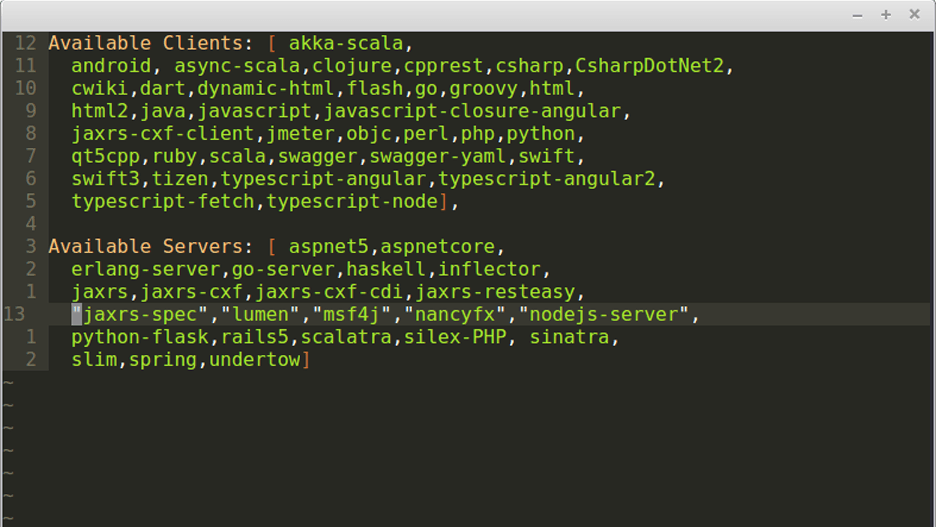 – + ×
12 Available Clients: [ akka-scala,
11 android, async-scala,clojure,cpprest,csharp,CsharpDotNet2,
10 cwiki,dart,dynamic-html,flash,go,groovy,html,
9 html2,java,javascript,javascript-closure-angular,
8 jaxrs-cxf-client,jmeter,objc,perl,php,python,
7 qt5cpp,ruby,scala,swagger,swagger-yaml,swift,
6 swift3,tizen,typescript-angular,typescript-angular2,
5 typescript-fetch,typescript-node],
4
3 Available Servers: [ aspnet5,aspnetcore,
2 erlang-server,go-server,haskell,inflector,
1 jaxrs,jaxrs-cxf,jaxrs-cxf-cdi,jaxrs-resteasy,
13 "jaxrs-spec","lumen","msf4j","nancyfx","nodejs-server",
1 python-flask,rails5,scalatra,silex-PHP, sinatra,
2 slim,spring,undertow]
~
~
~
~
~
~
~